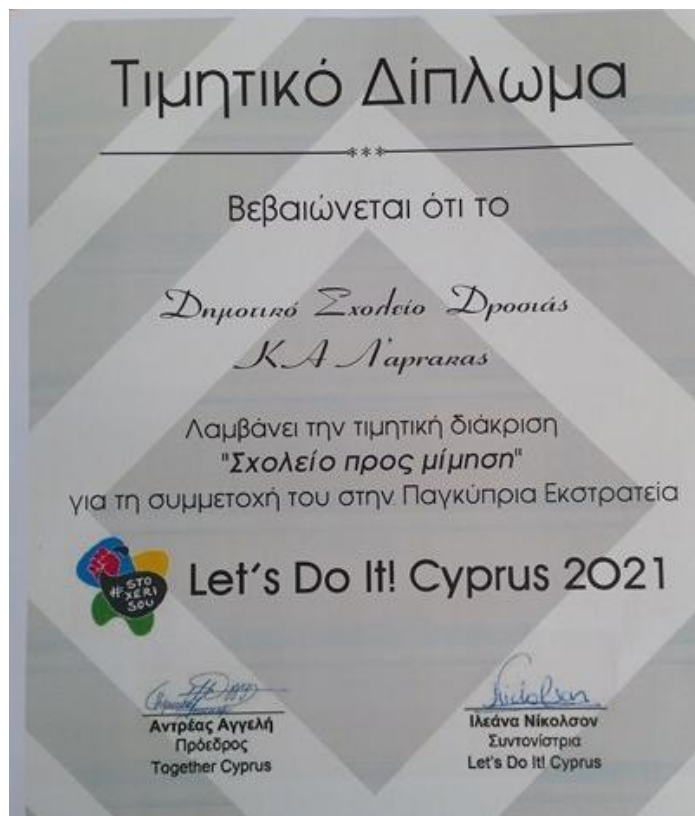 Τιμητικό Δίπλωμα
***
Βεβαιώνεται ότι το
Δημοτικό Σχολείο Δροσιάς
ΚΑ Λάρνακας
Λαμβάνει την τιμητική διάκριση
"Σχολείο προς μίμηση"
για τη συμμετοχή του στην Παγκύπρια Εκστρατεία
#STO
XERI
SOU
Let's Do It! Cyprus 2021
Αντρέας Αγγελή
Πρόεδρος
Together Cyprus
Ιλεάνα Νίκολσον
Συντονίστρια
Let's Do It! Cyprus